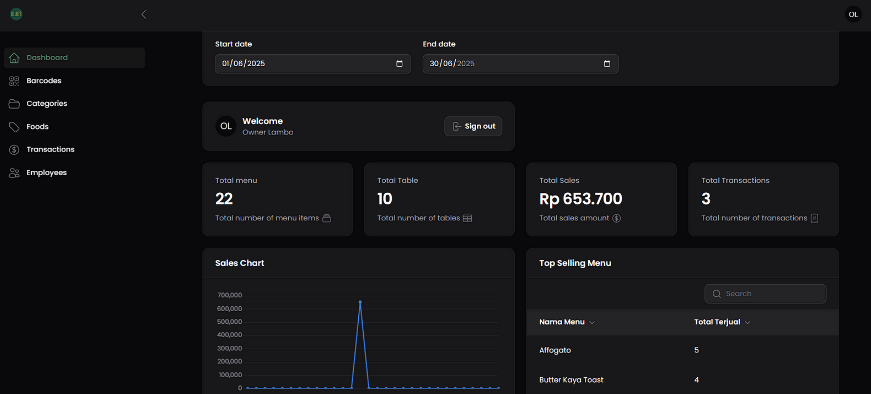 OL
Dashboard
Barcodes
Categories
Foods
Transactions
Employees
Start date
End date
01/06/2025
30/06/2025
OL
Welcome
Owner Lamba
Sign out
Total menu
22
Total number of menu items
Total Table
10
Total number of tables
Total Sales
Rp 653.700
Total sales amount
Total Transactions
3
Total number of transactions
Sales Chart
700,000
600,000
500,000
400,000
300,000
200,000
100,000
0
Top Selling Menu
Search
Nama Menu
Total Terjual
Affogato
5
Butter Kaya Toast
4